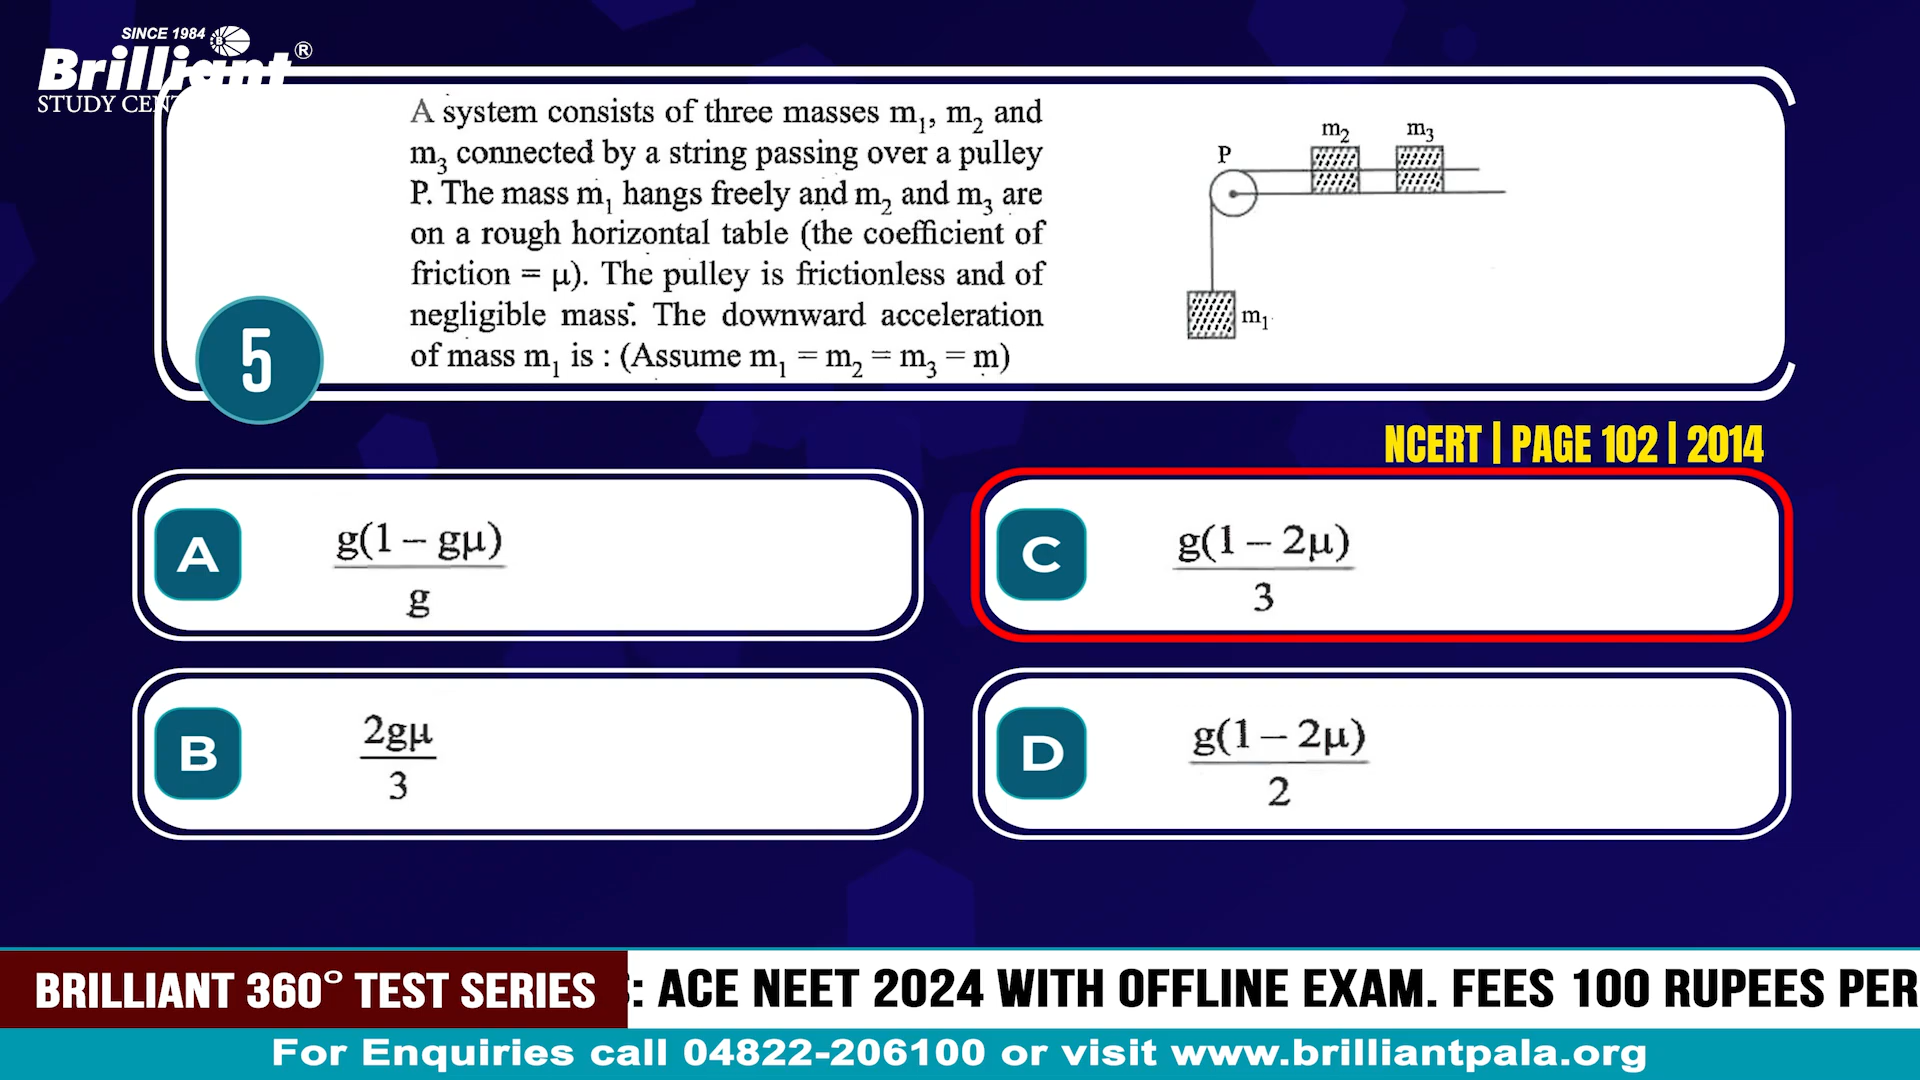 SINCE 1984
Brilliant®
STUDY CEN
A system consists of three masses m₁, m₂ and
m₃ connected by a string passing over a pulley
P. The mass m₁ hangs freely and m₂ and m₃ are
on a rough horizontal table (the coefficient of
friction = μ). The pulley is frictionless and of
negligible mass. The downward acceleration
of mass m₁ is : (Assume m₁ = m₂ = m₃ = m)
P
m₂
m₃
m₁
5
NCERT | PAGE 102 | 2014
A
g(1 – gμ)
g
C
g(1 – 2μ)
3
B
2gμ
3
D
g(1 – 2μ)
2
BRILLIANT 360° TEST SERIES
: ACE NEET 2024 WITH OFFLINE EXAM. FEES 100 RUPEES PER
For Enquiries call 04822-206100 or visit www.brilliantpala.org